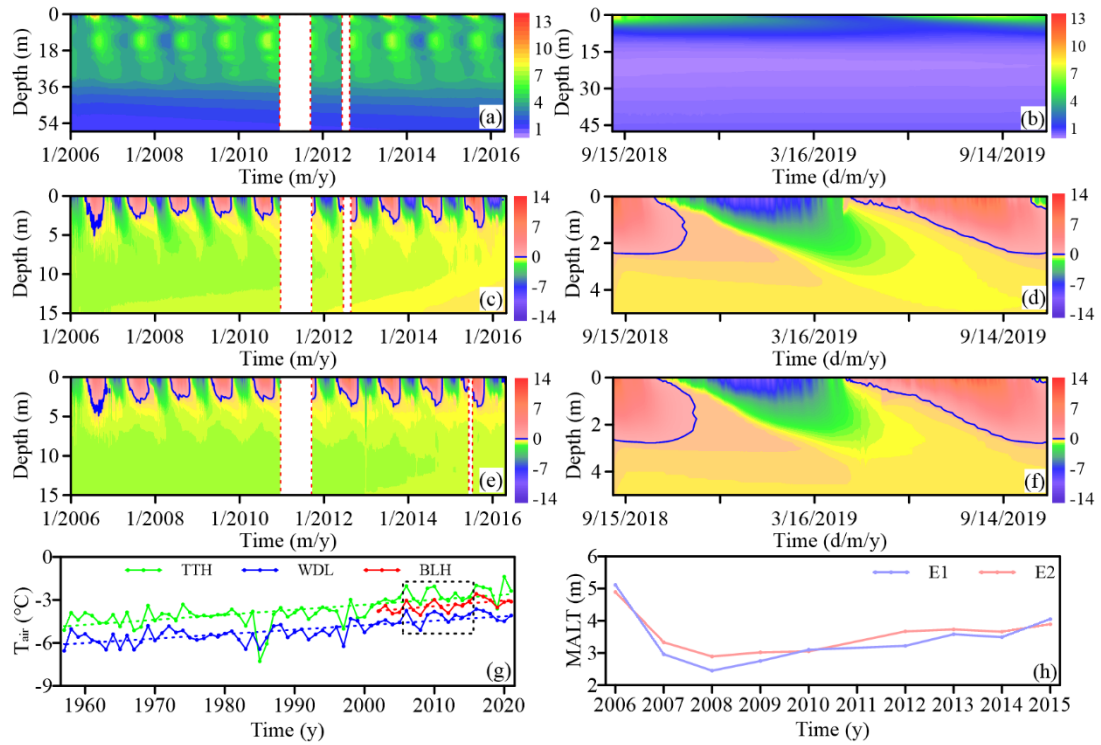 0
18
36
54
Depth (m)
13
10
7
4
1
(a)
1/2006 1/2008 1/2010 1/2012 1/2014 1/2016
Time (m/y)
0
15
30
45
Depth (m)
13
10
7
4
1
(b)
9/15/2018 3/16/2019 9/14/2019
Time (d/m/y)
0
5
10
15
Depth (m)
14
7
0
-7
-14
(c)
1/2006 1/2008 1/2010 1/2012 1/2014 1/2016
Time (m/y)
0
2
4
Depth (m)
14
7
0
-7
-14
(d)
9/15/2018 3/16/2019 9/14/2019
Time (d/m/y)
0
5
10
15
Depth (m)
14
7
0
-7
-14
(e)
1/2006 1/2008 1/2010 1/2012 1/2014 1/2016
Time (m/y)
0
2
4
Depth (m)
14
7
0
-7
-14
(f)
9/15/2018 3/16/2019 9/14/2019
Time (d/m/y)
0
-3
-6
-9
Tair (°C)
TTH WDL BLH
(g)
1960 1970 1980 1990 2000 2010 2020
Time (y)
6
5
4
3
2
MALT (m)
E1 E2
(h)
2006 2007 2008 2009 2010 2011 2012 2013 2014 2015
Time (y)